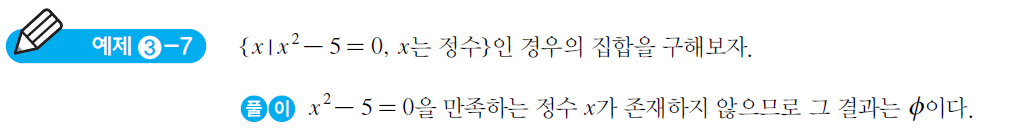 예제 3-7 {x|x² - 5 = 0, x는 정수}인 경우의 집합을 구해보자.
풀이 x² - 5 = 0을 만족하는 정수 x가 존재하지 않으므로 그 결과는 ϕ이다.